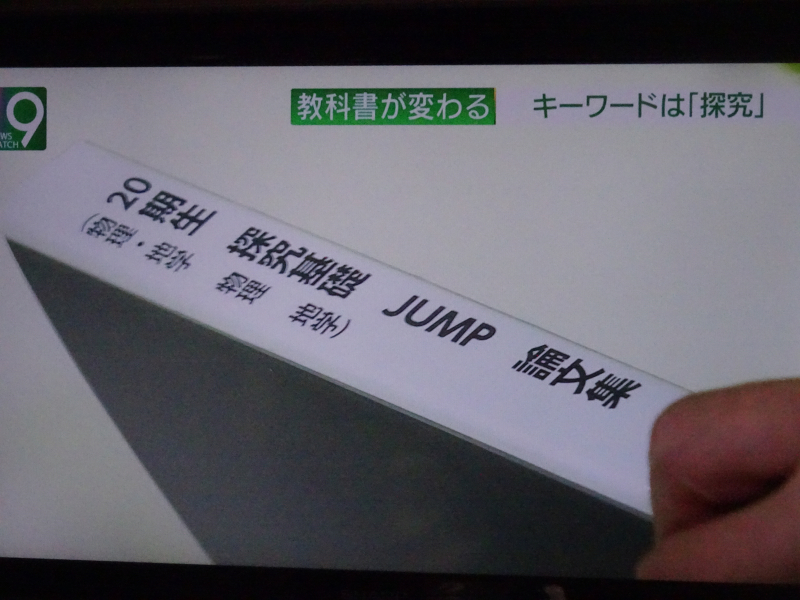 9
NEWS
WATCH
教科書が変わる キーワードは「探究」
20期生 探究基礎 JUMP 論文集
(物理・地学 物理 地学)